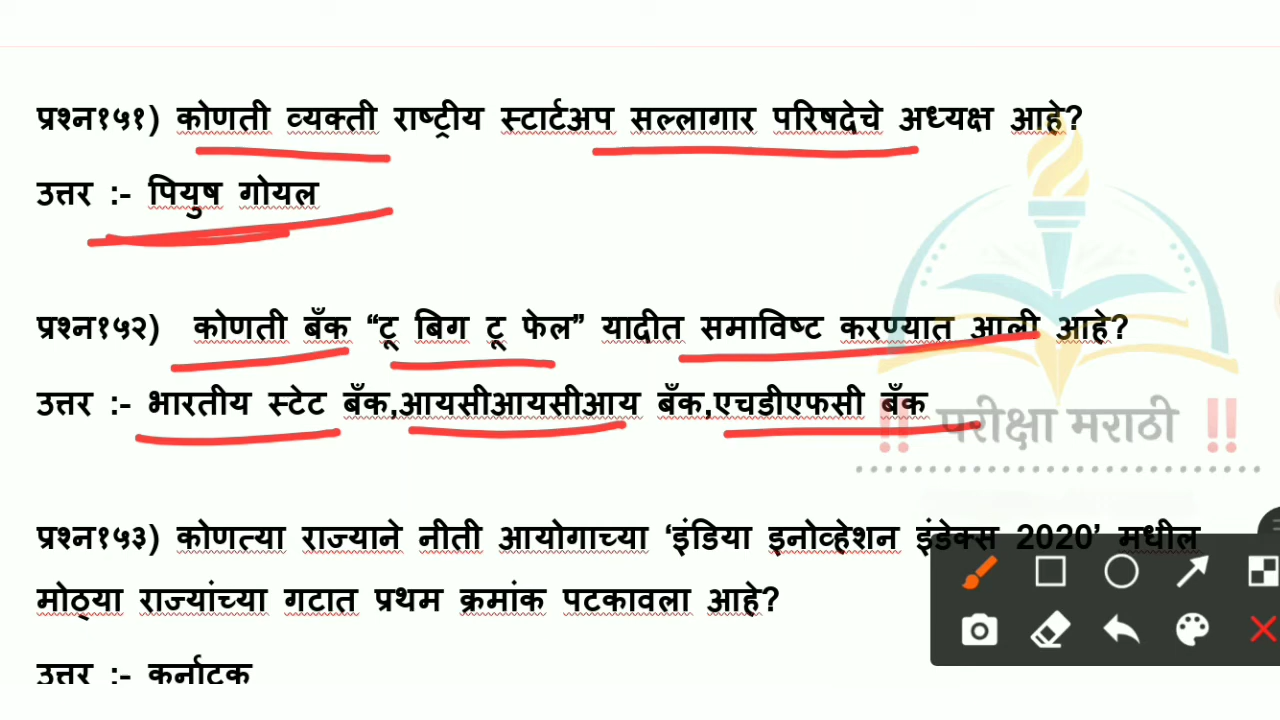 प्रश्न१५१) कोणती व्यक्ती राष्ट्रीय स्टार्टअप सल्लागार परिषदेचे अध्यक्ष आहे?
उत्तर :- पियुष गोयल
प्रश्न१५२) कोणती बँक “टू बिग टू फेल” यादीत समाविष्ट करण्यात आली आहे?
उत्तर :- भारतीय स्टेट बँक,आयसीआयसीआय बँक,एचडीएफसी बँक
‼ परीक्षा मराठी ‼
प्रश्न१५३) कोणत्या राज्याने नीती आयोगाच्या ‘इंडिया इनोव्हेशन इंडेक्स 2020’ मधील
मोठ्या राज्यांच्या गटात प्रथम क्रमांक पटकावला आहे?
उत्तर :- कर्नाटक